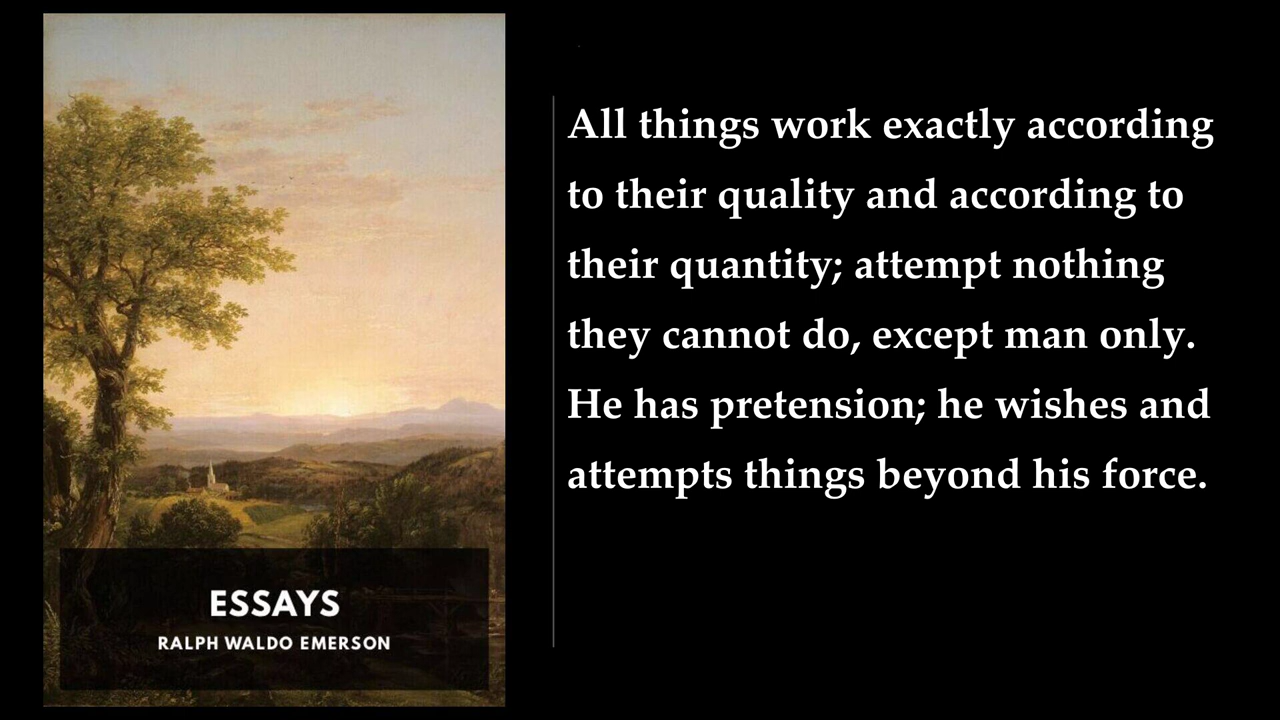 ESSAYS
RALPH WALDO EMERSON
All things work exactly according
to their quality and according to
their quantity; attempt nothing
they cannot do, except man only.
He has pretension; he wishes and
attempts things beyond his force.